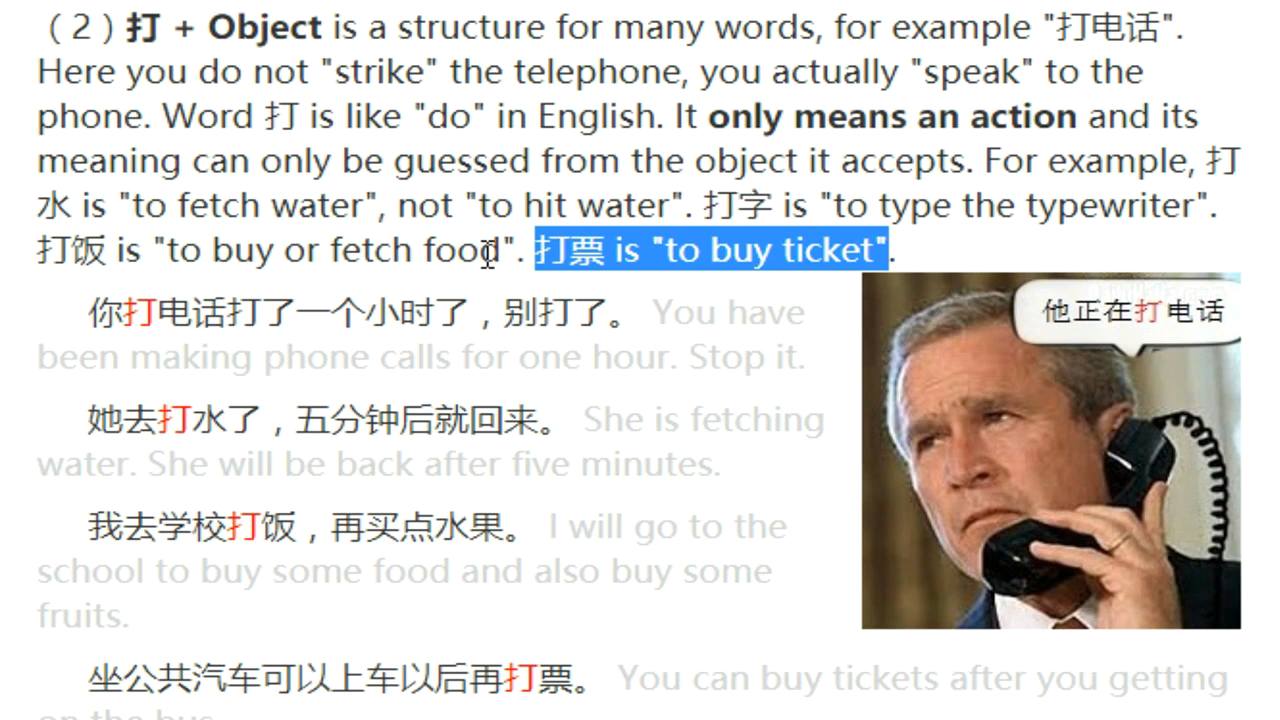 （2）打 + Object is a structure for many words, for example "打电话".
Here you do not "strike" the telephone, you actually "speak" to the
phone. Word 打 is like "do" in English. It only means an action and its
meaning can only be guessed from the object it accepts. For example, 打
水 is "to fetch water", not "to hit water". 打字 is "to type the typewriter".
打饭 is "to buy or fetch food". 打票 is "to buy ticket".
你打电话打了一个小时了，别打了。 You have
been making phone calls for one hour. Stop it.
她去打水了，五分钟后就回来。 She is fetching
water. She will be back after five minutes.
我去学校打饭，再买点水果。 I will go to the
school to buy some food and also buy some
fruits.
坐公共汽车可以上车以后再打票。 You can buy tickets after you getting
on the bus.
他正在打电话